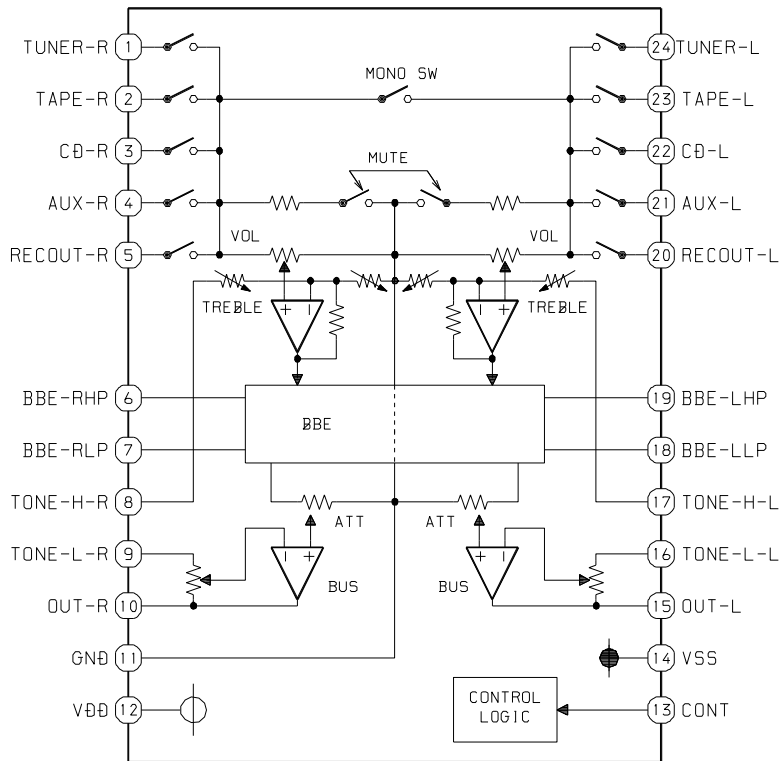 TUNER-R 1 24 TUNER-L
MONO SW
TAPE-R 2 23 TAPE-L
CD-R 3 22 CD-L
MUTE
AUX-R 4 21 AUX-L
VOL VOL
RECOUT-R 5 20 RECOUT-L
TREBLE + − − + TREBLE
BBE-RHP 6 19 BBE-LHP
BBE
BBE-RLP 7 18 BBE-LLP
TONE-H-R 8 17 TONE-H-L
ATT ATT
TONE-L-R 9 − + + − 16 TONE-L-L
BUS BUS
OUT-R 10 15 OUT-L
GND 11 14 VSS
CONTROL
LOGIC
VDD 12 13 CONT